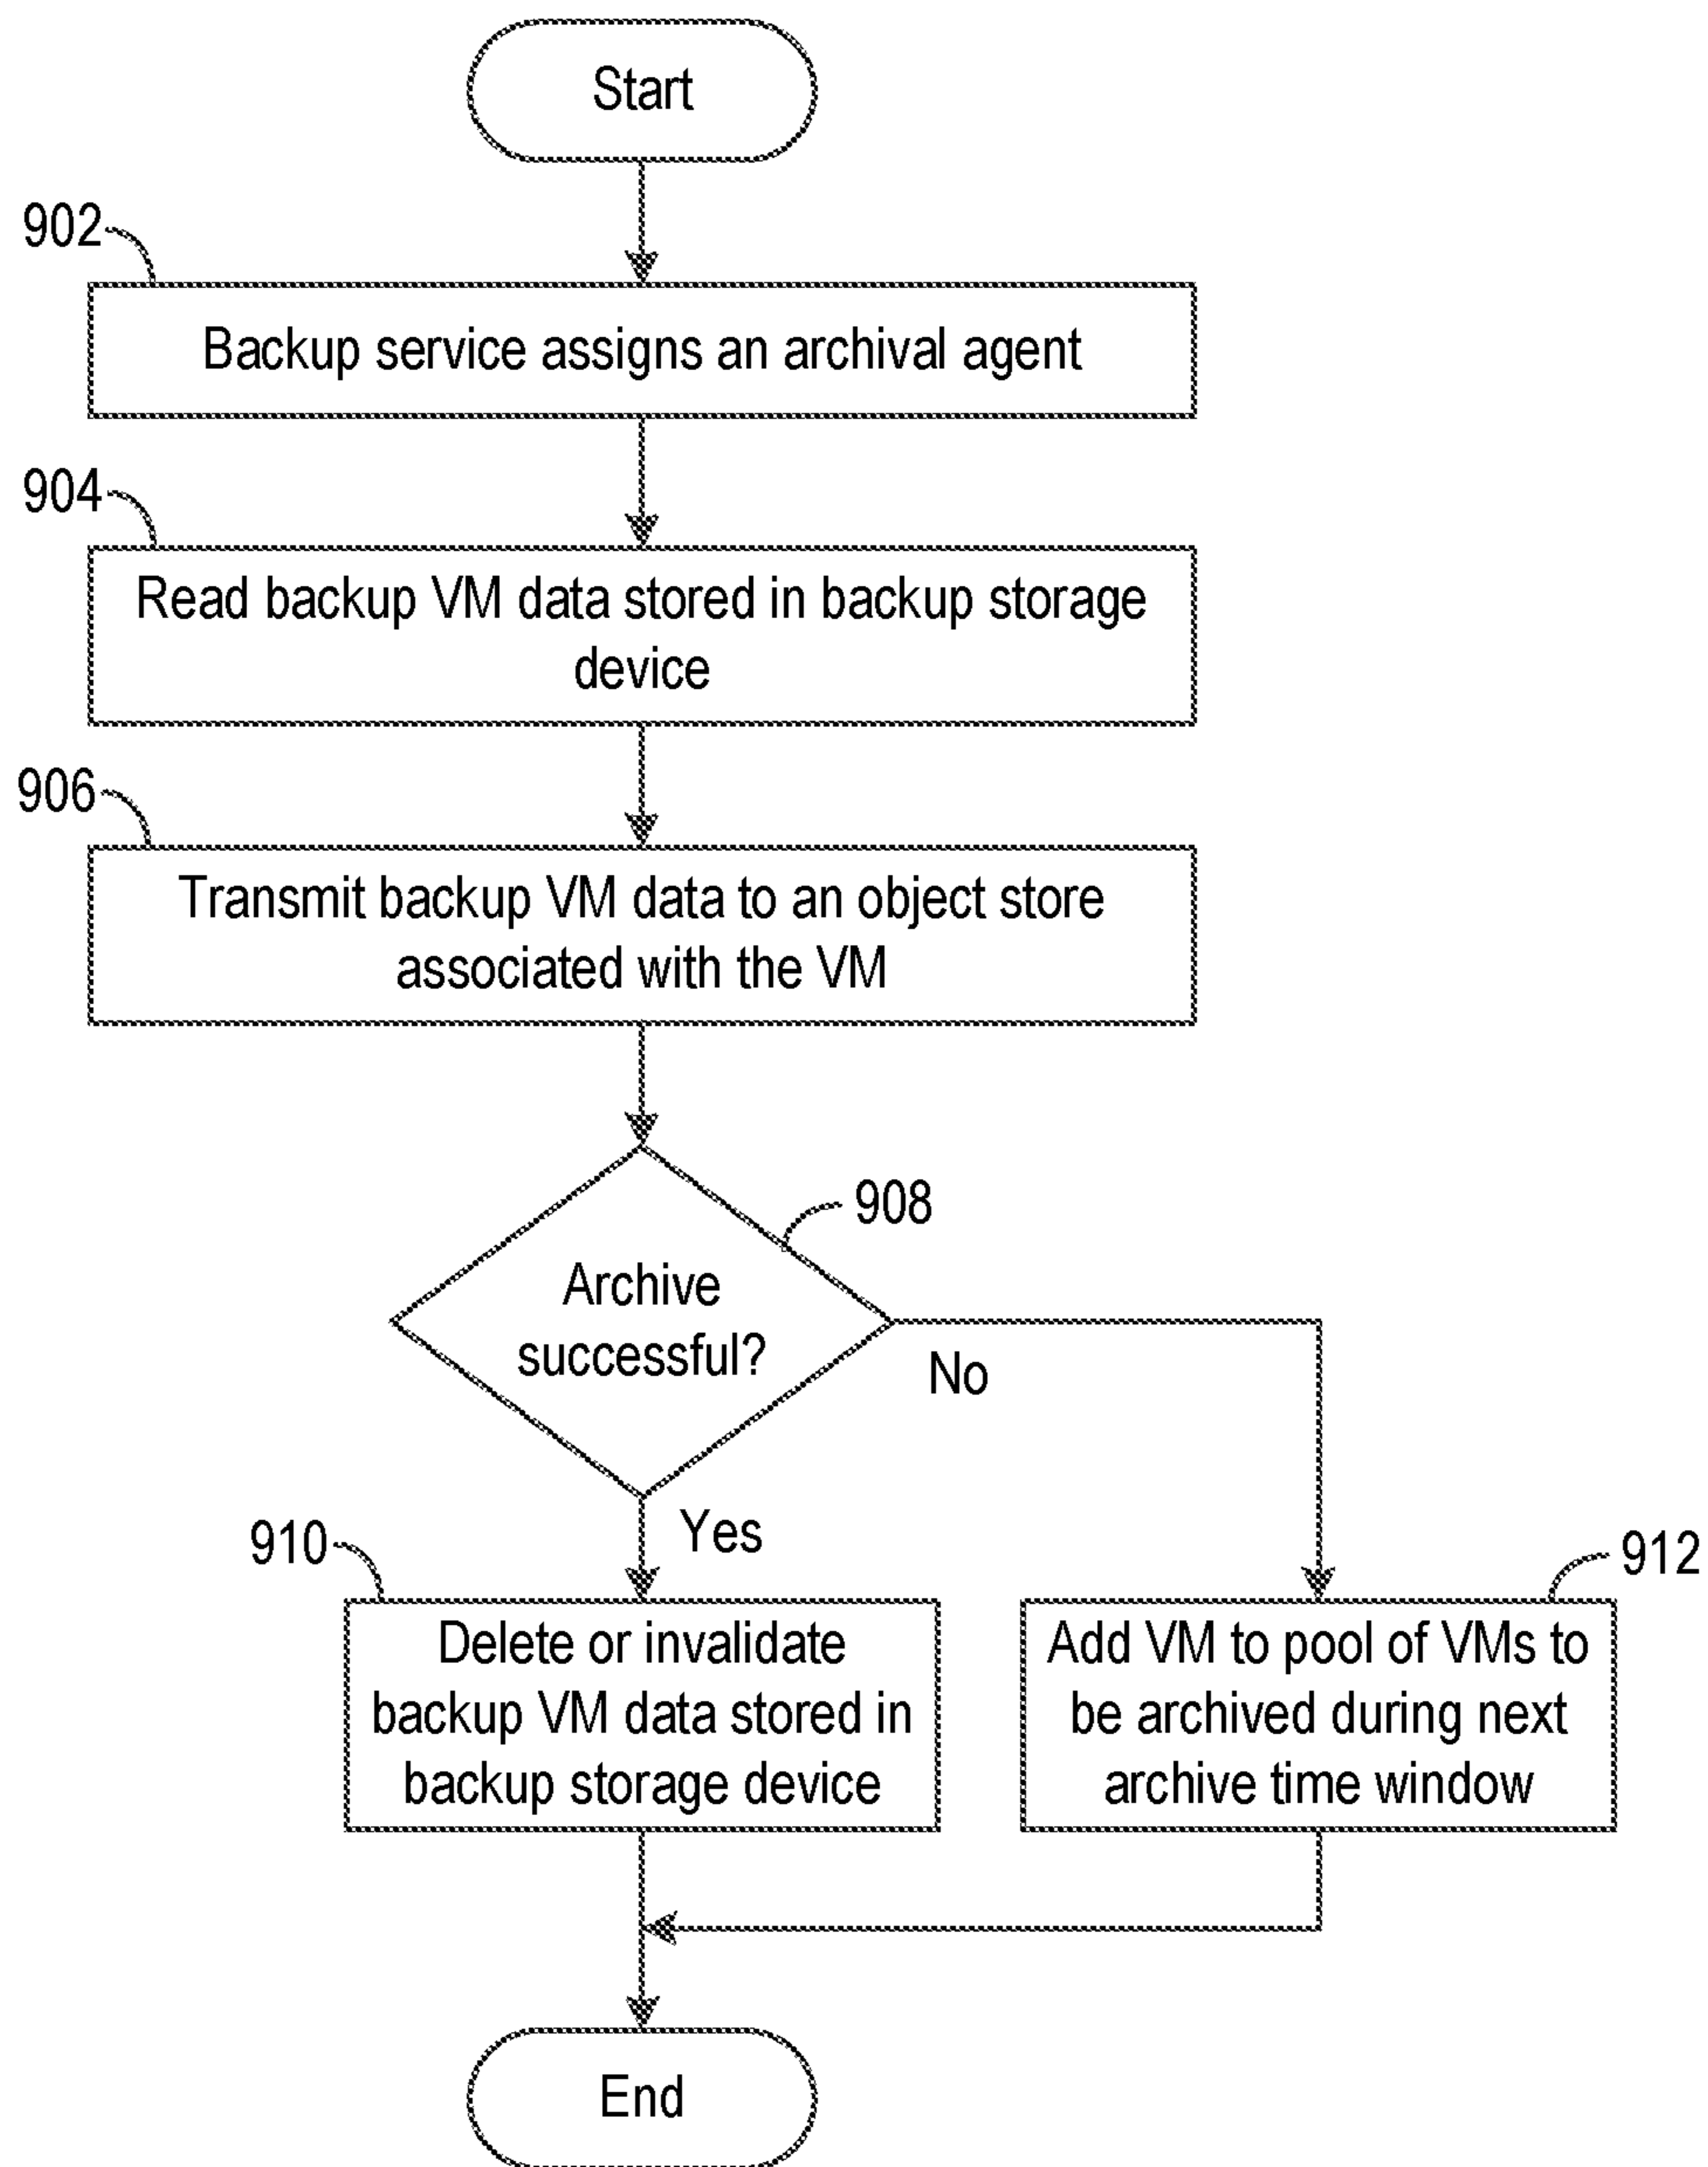 Start
902
Backup service assigns an archival agent
904
Read backup VM data stored in backup storage
device
906
Transmit backup VM data to an object store
associated with the VM
908
Archive
successful?
No
Yes
910
Delete or invalidate
backup VM data stored in
backup storage device
912
Add VM to pool of VMs to
be archived during next
archive time window
End